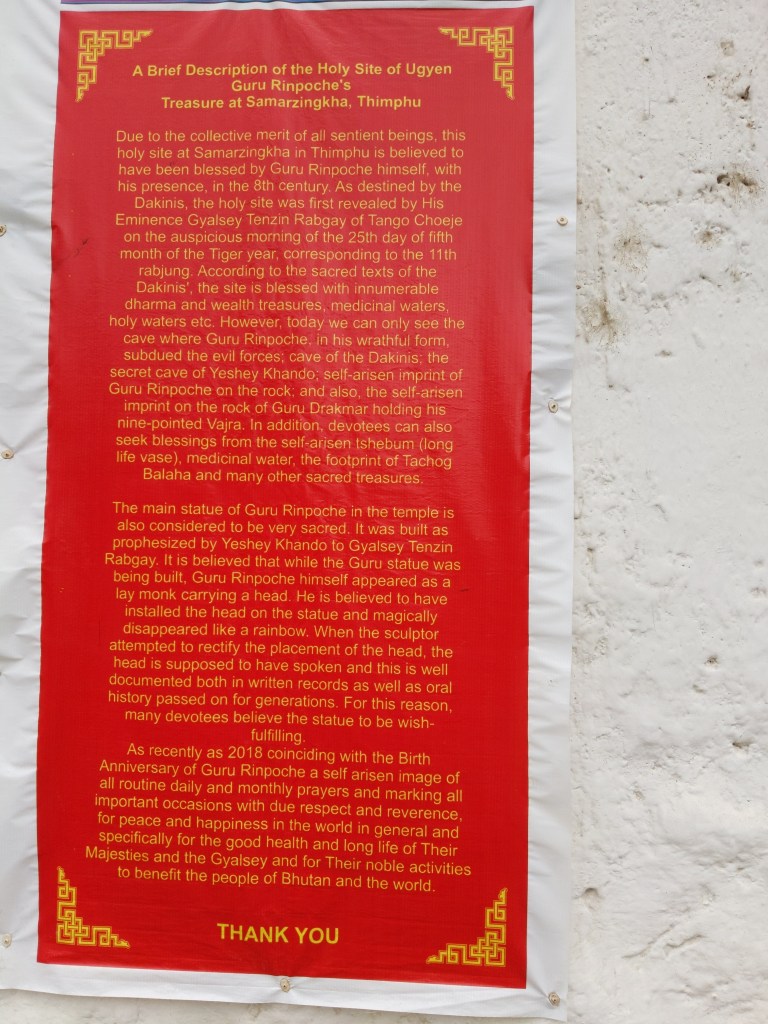 A Brief Description of the Holy Site of Ugyen
Guru Rinpoche's
Treasure at Samarzingkha, Thimphu
Due to the collective merit of all sentient beings, this
holy site at Samarzingkha in Thimphu is believed to
have been blessed by Guru Rinpoche himself, with
his presence, in the 8th century. As destined by the
Dakinis, the holy site was first revealed by His
Eminence Gyalsey Tenzin Rabgay of Tango Choeje
on the auspicious morning of the 25th day of fifth
month of the Tiger year, corresponding to the 11th
rabjung. According to the sacred texts of the
Dakinis', the site is blessed with innumerable
dharma and wealth treasures, medicinal waters,
holy waters etc. However, today we can only see the
cave where Guru Rinpoche, in his wrathful form,
subdued the evil forces; cave of the Dakinis; the
secret cave of Yeshey Khando; self-arisen imprint of
Guru Rinpoche on the rock; and also, the self-arisen
imprint on the rock of Guru Drakmar holding his
nine-pointed Vajra. In addition, devotees can also
seek blessings from the self-arisen tshebum (long
life vase), medicinal water, the footprint of Tachog
Balaha and many other sacred treasures.
The main statue of Guru Rinpoche in the temple is
also considered to be very sacred. It was built as
prophesized by Yeshey Khando to Gyalsey Tenzin
Rabgay. It is believed that while the Guru statue was
being built, Guru Rinpoche himself appeared as a
lay monk carrying a head. He is believed to have
installed the head on the statue and magically
disappeared like a rainbow. When the sculptor
attempted to rectify the placement of the head, the
head is supposed to have spoken and this is well
documented both in written records as well as oral
history passed on for generations. For this reason,
many devotees believe the statue to be wish-
fulfilling.
As recently as 2018 coinciding with the Birth
Anniversary of Guru Rinpoche a self arisen image of
all routine daily and monthly prayers and marking all
important occasions with due respect and reverence,
for peace and happiness in the world in general and
specifically for the good health and long life of Their
Majesties and the Gyalsey and for Their noble activities
to benefit the people of Bhutan and the world.
THANK YOU